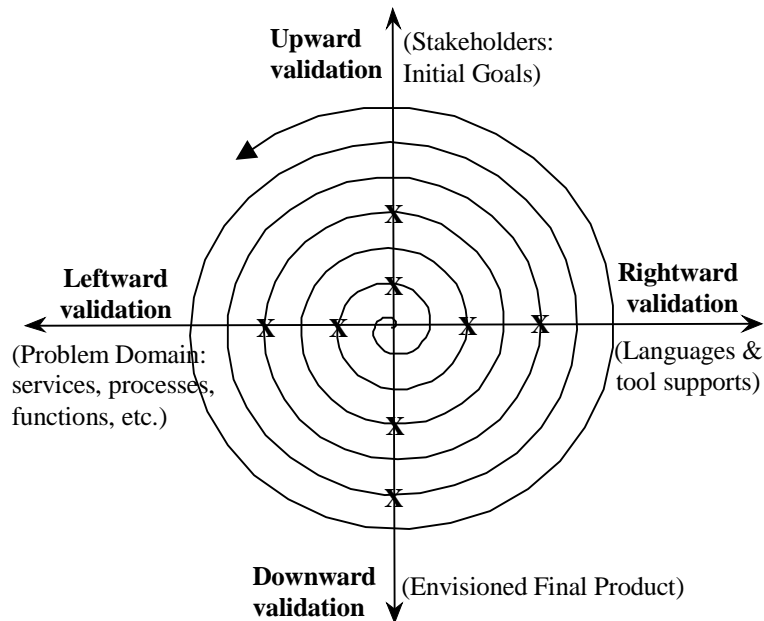 Upward
validation
(Stakeholders:
Initial Goals)
X
X
Leftward
validation
(Problem Domain:
services, processes,
functions, etc.)
X
X
X
X
Rightward
validation
(Languages &
tool supports)
X
X
Downward
validation
(Envisioned Final Product)